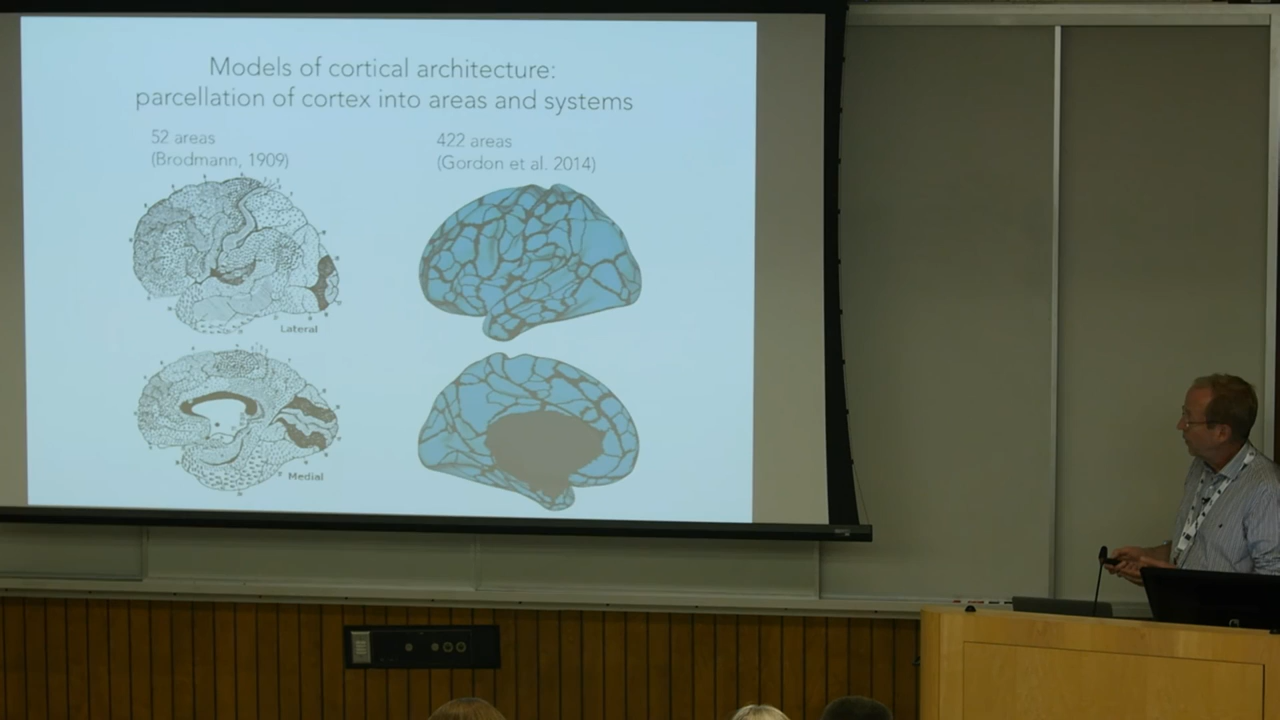 Models of cortical architecture:
parcellation of cortex into areas and systems
52 areas
(Brodmann, 1909)
422 areas
(Gordon et al. 2014)
Lateral
Medial